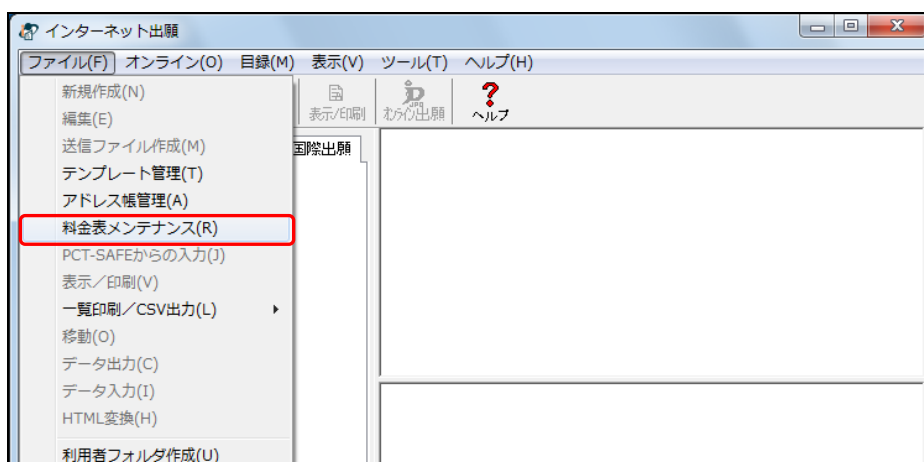 インターネット出願
ファイル(F) オンライン(O) 目録(M) 表示(V) ツール(T) ヘルプ(H)
新規作成(N)
表示/印刷 オンライン出願 ヘルプ
編集(E)
送信ファイル作成(M)
国際出願
テンプレート管理(T)
アドレス帳管理(A)
料金表メンテナンス(R)
PCT-SAFEからの入力(J)
表示／印刷(V)
一覧印刷／CSV出力(L)
移動(O)
データ出力(C)
データ入力(I)
HTML変換(H)
利用者フォルダ作成(U)